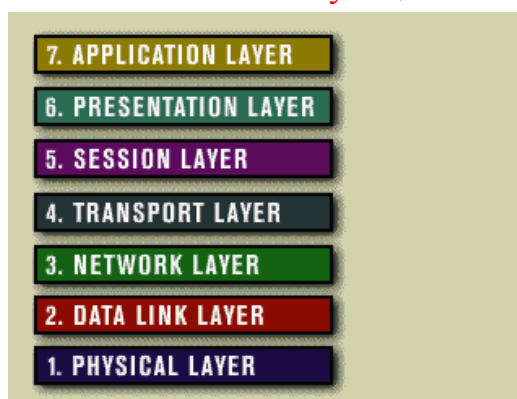 7. APPLICATION LAYER
6. PRESENTATION LAYER
5. SESSION LAYER
4. TRANSPORT LAYER
3. NETWORK LAYER
2. DATA LINK LAYER
1. PHYSICAL LAYER